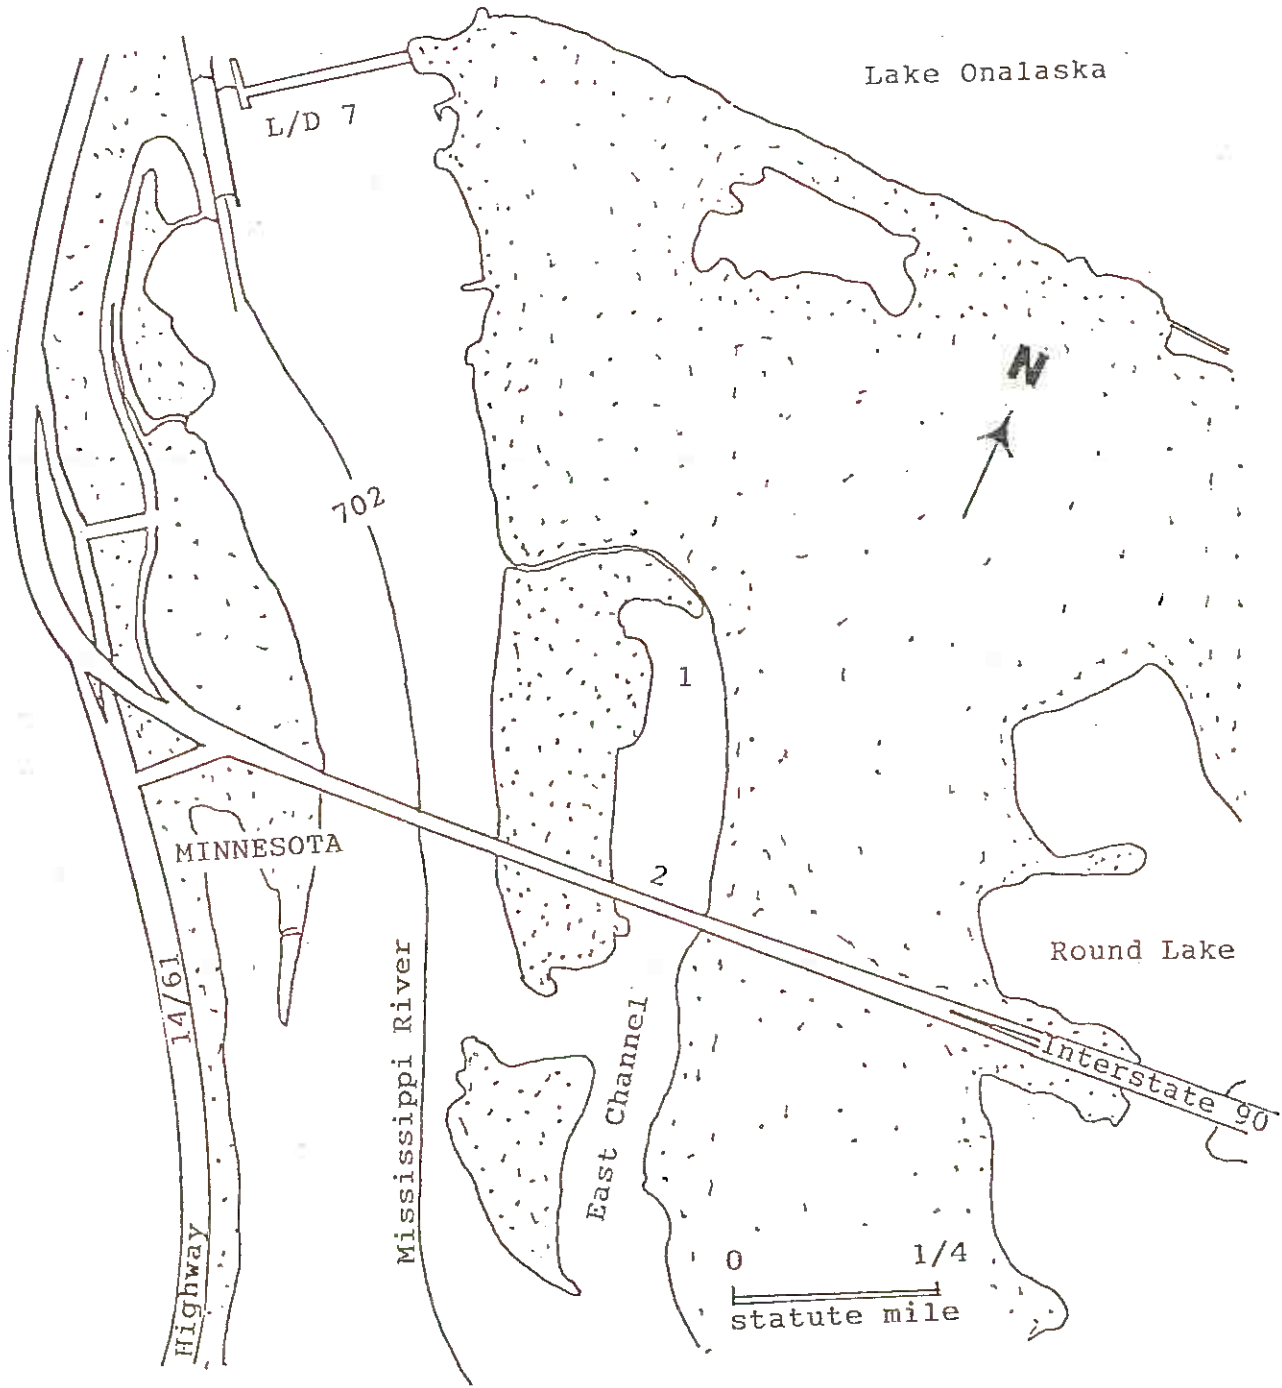 Lake Onalaska
L/D 7
N
702
1
MINNESOTA
2
Round Lake
14/61
Mississippi River
East Channel
Interstate 90
Highway
0 1/4
statute mile